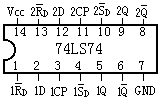 Vcc 2R̅D 2D 2CP 2S̅D 2Q 2Q̅
14 13 12 11 10 9 8
74LS74
1 2 3 4 5 6 7
1R̅D 1D 1CP 1S̅D 1Q 1Q̅ GND